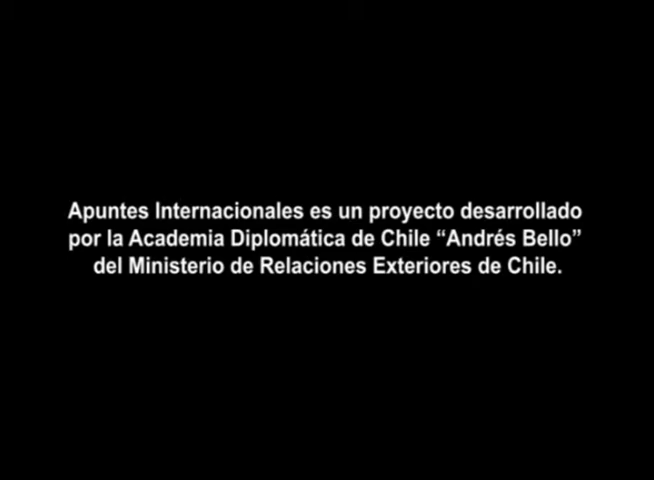 Apuntes Internacionales es un proyecto desarrollado
por la Academia Diplomática de Chile “Andrés Bello”
del Ministerio de Relaciones Exteriores de Chile.